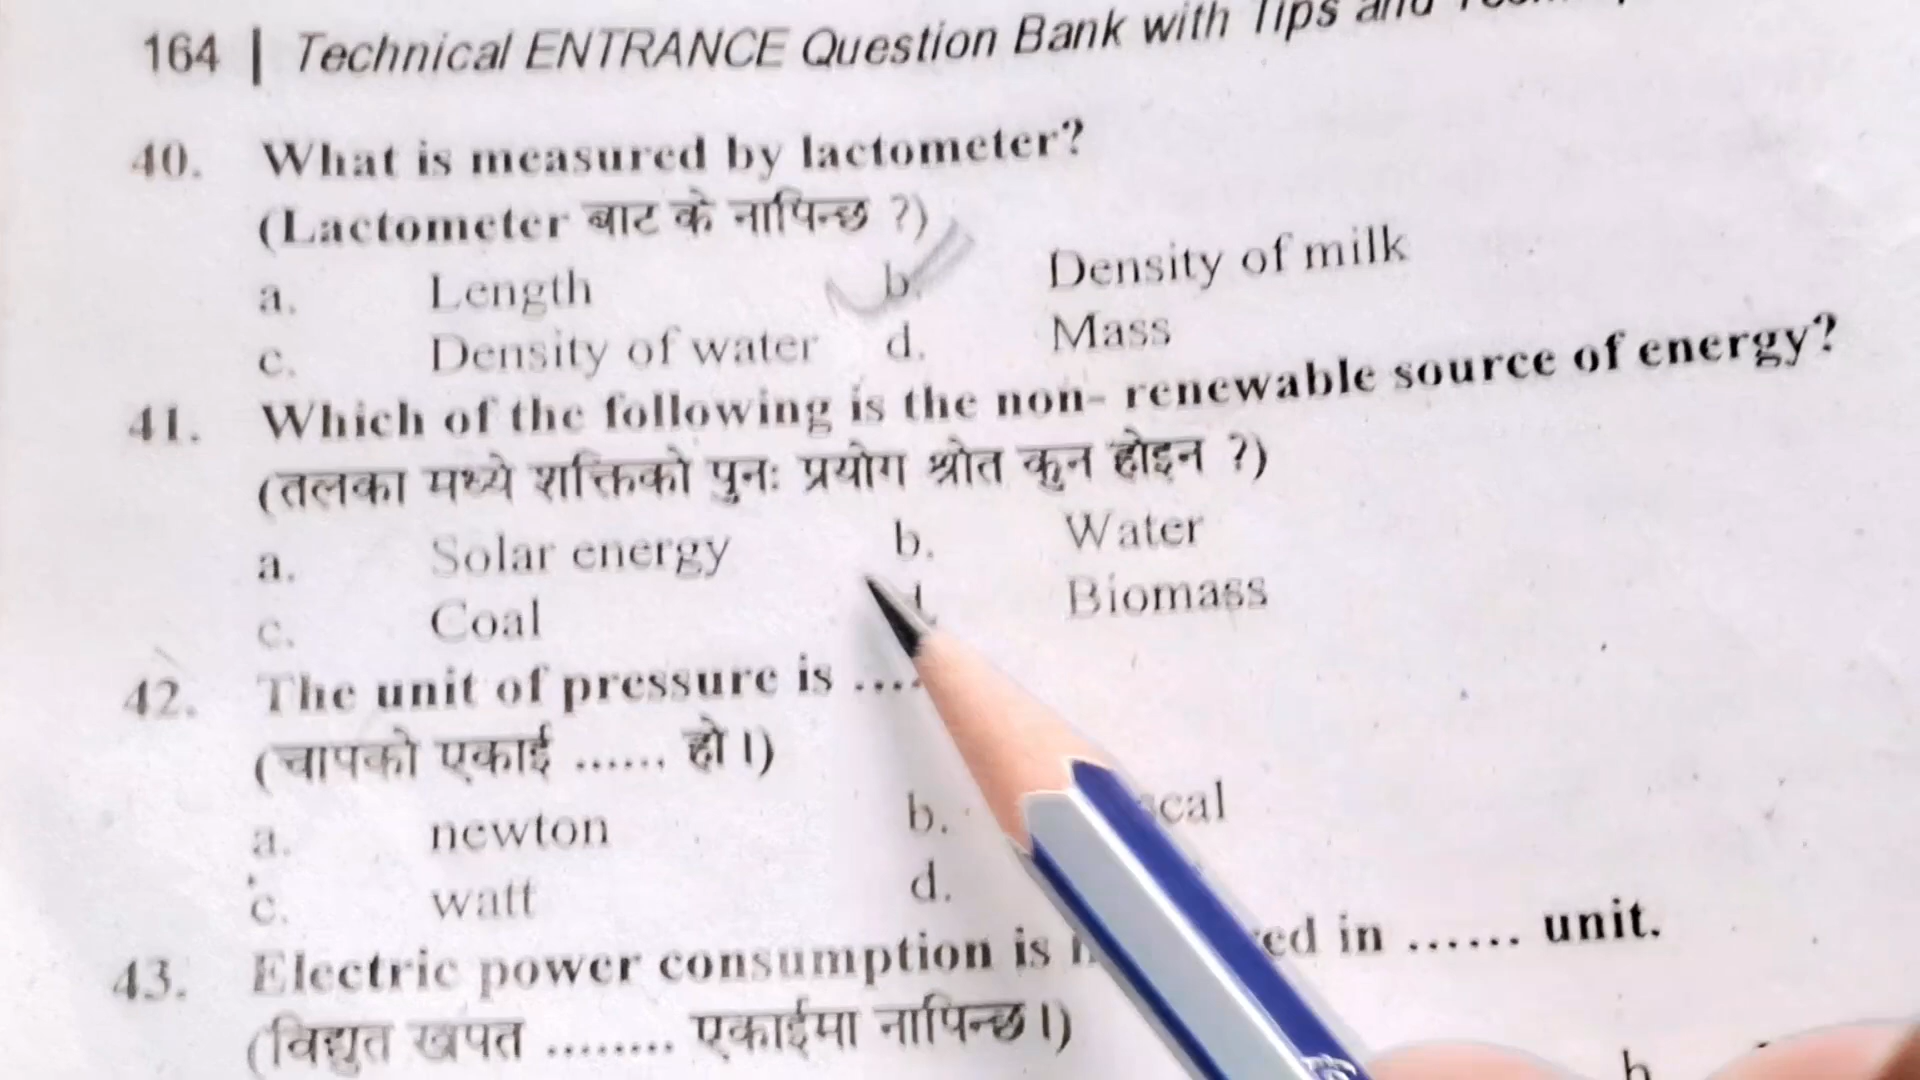 164 | Technical ENTRANCE Question Bank with Tips and
40. What is measured by lactometer?
(Lactometer बाट के नापिन्छ ?)
a. Length b. Density of milk
c. Density of water d. Mass
41. Which of the following is the non- renewable source of energy?
(तलका मध्ये शक्तिको पुनः प्रयोग श्रोत कुन होइन ?)
a. Solar energy b. Water
c. Coal Biomass
42. The unit of pressure is ....
(चापको एकाई ...... हो ।)
a. newton b.
c. watt d.
43. Electric power consumption is in ...... unit.
(विद्युत खपत ........ एकाईमा नापिन्छ ।)